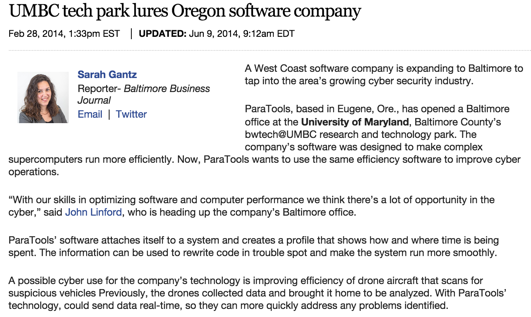 UMBC tech park lures Oregon software company
Feb 28, 2014, 1:33pm EST | UPDATED: Jun 9, 2014, 9:12am EDT
Sarah Gantz
Reporter- Baltimore Business
Journal
Email | Twitter
A West Coast software company is expanding to Baltimore to
tap into the area's growing cyber security industry.
ParaTools, based in Eugene, Ore., has opened a Baltimore
office at the University of Maryland, Baltimore County's
bwtech@UMBC research and technology park. The
company's software was designed to make complex
supercomputers run more efficiently. Now, ParaTools wants to use the same efficiency software to improve cyber
operations.
“With our skills in optimizing software and computer performance we think there's a lot of opportunity in the
cyber,” said John Linford, who is heading up the company's Baltimore office.
ParaTools' software attaches itself to a system and creates a profile that shows how and where time is being
spent. The information can be used to rewrite code in trouble spot and make the system run more smoothly.
A possible cyber use for the company's technology is improving efficiency of drone aircraft that scans for
suspicious vehicles Previously, the drones collected data and brought it home to be analyzed. With ParaTools'
technology, could send data real-time, so they can more quickly address any problems identified.